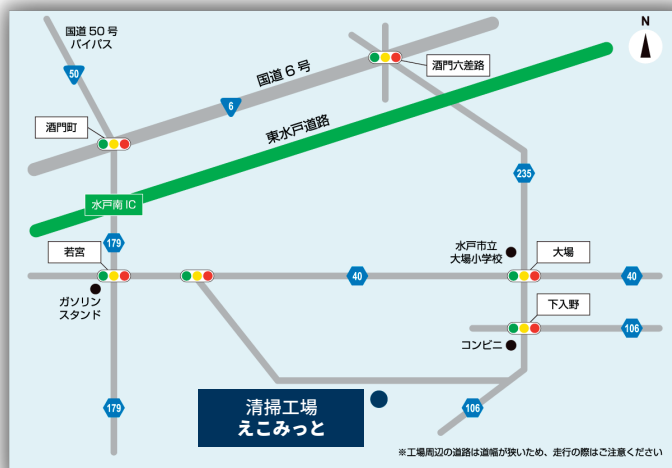 国道50号
バイパス
N
50
国道6号
酒門六差路
6
酒門町
東水戸道路
235
水戸南IC
179
若宮
水戸市立
大場小学校
大場
40
40
ガソリン
スタンド
下入野
106
コンビニ
清掃工場
えこみっと
179
106
※工場周辺の道路は道幅が狭いため、走行の際はご注意ください